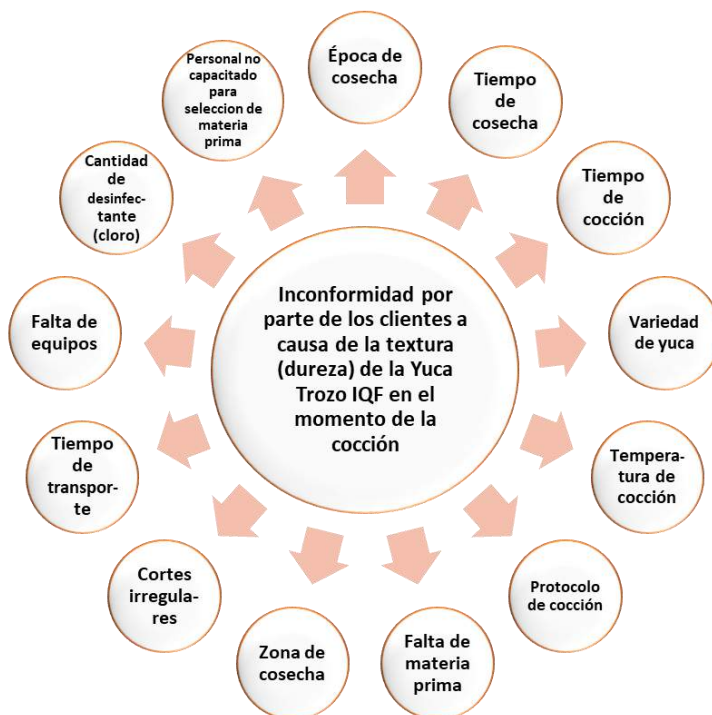 Época de
cosecha
Tiempo
de
cosecha
Tiempo
de
cocción
Variedad
de yuca
Tempera-
tura de
cocción
Protocolo
de cocción
Falta de
materia
prima
Zona de
cosecha
Cortes
irregula-
res
Tiempo
de
transpor-
te
Falta de
equipos
Cantidad
de
desinfec-
tante
(cloro)
Personal no
capacitado
para
seleccion de
materia
prima
Inconformidad por
parte de los clientes a
causa de la textura
(dureza) de la Yuca
Trozo IQF en el
momento de la
cocción